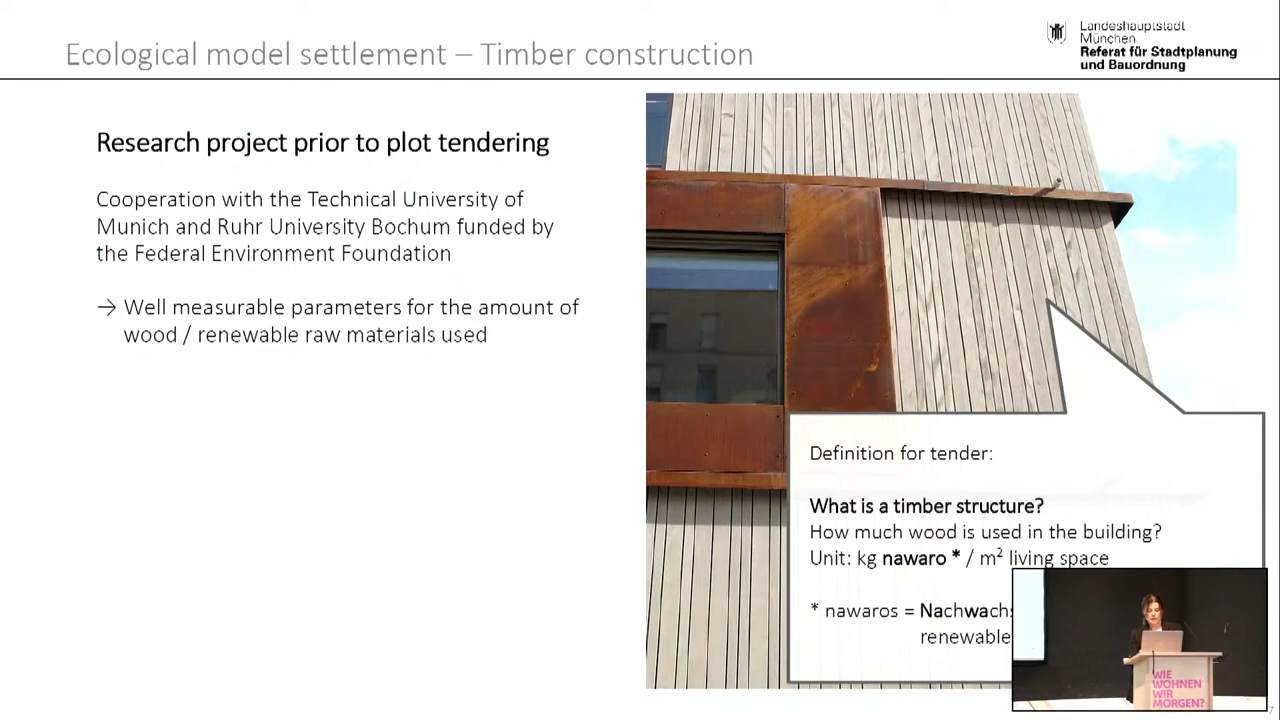 Ecological model settlement – Timber construction
Landeshauptstadt
München
Referat für Stadtplanung
und Bauordnung
Research project prior to plot tendering
Cooperation with the Technical University of
Munich and Ruhr University Bochum funded by
the Federal Environment Foundation
→ Well measurable parameters for the amount of
wood / renewable raw materials used
Definition for tender:
What is a timber structure?
How much wood is used in the building?
Unit: kg nawaro * / m² living space
* nawaros = Nachwachs
renewable
WIE
WOHNEN
WIR
MORGEN?
7